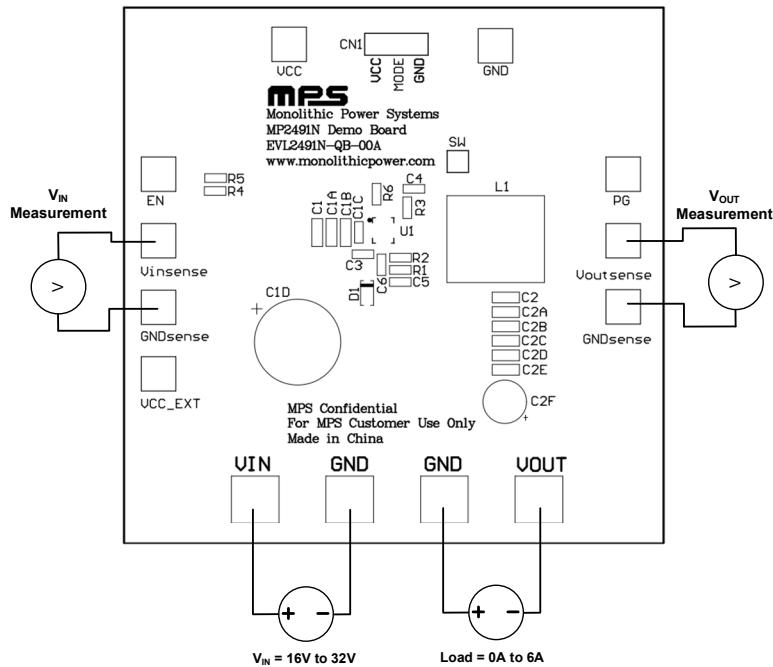 CN1
VCC
GND
VCC
MODE
GND
MPS
Monolithic Power Systems
MP2491N Demo Board
EVL2491N-QB-00A
www.monolithicpower.com
SW
EN
R5
R4
C4
R6
R3
L1
PG
VIN
Measurement
VOUT
Measurement
C1
C1A
C1B
C1C
U1
V
Vinsense
Voutsense
V
C3
C6
R2
R1
C5
D1
C1D
+
GNDsense
GNDsense
C2
C2A
C2B
C2C
C2D
C2E
VCC_EXT
C2F
+
MPS Confidential
For MPS Customer Use Only
Made in China
VIN
GND
GND
VOUT
+ -
+ -
VIN = 16V to 32V
Load = 0A to 6A